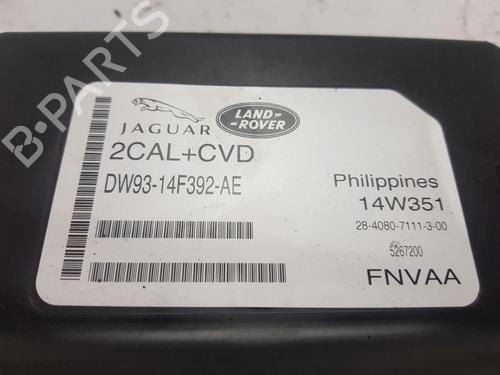 B-PARTS
JAGUAR
LAND-
-ROVER
2CAL+CVD
DW93-14F392-AE
Philippines
14W351
28-4080-7111-3-00
5267200
FNVAA